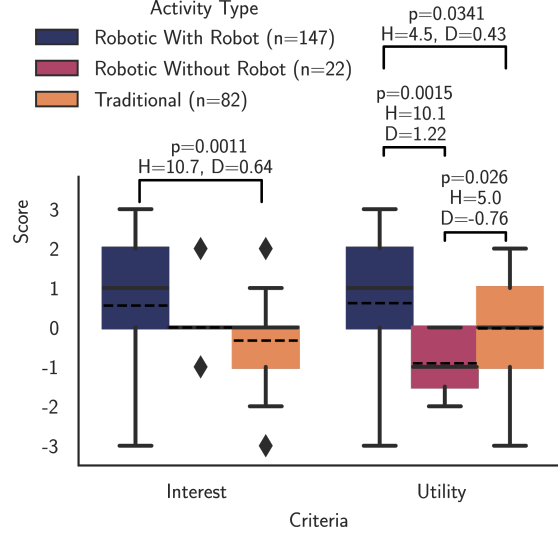 Activity Type
Robotic With Robot (n=147)
Robotic Without Robot (n=22)
Traditional (n=82)
p=0.0341
H=4.5, D=0.43
p=0.0015
H=10.1
D=1.22
p=0.0011
H=10.7, D=0.64
p=0.026
H=5.0
D=-0.76
Score
3
2
1
0
-1
-2
-3
Interest
Utility
Criteria